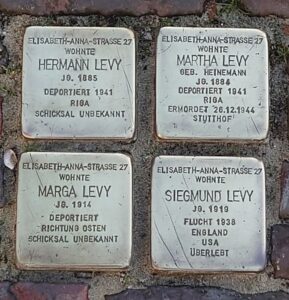 ELISABETH-ANNA-STRASSE 27
WOHNTE
HERMANN LEVY
JG. 1885
DEPORTIERT 1941
RIGA
SCHICKSAL UNBEKANNT
ELISABETH-ANNA-STRASSE 27
WOHNTE
MARTHA LEVY
GEB. HEINEMANN
JG. 1884
DEPORTIERT 1941
RIGA
ERMORDET 26.12.1944
STUTTHOF
ELISABETH-ANNA-STRASSE 27
WOHNTE
MARGA LEVY
JG. 1914
DEPORTIERT
RICHTUNG OSTEN
SCHICKSAL UNBEKANNT
ELISABETH-ANNA-STRASSE 27
WOHNTE
SIEGMUND LEVY
JG. 1919
FLUCHT 1938
ENGLAND
USA
ÜBERLEBT